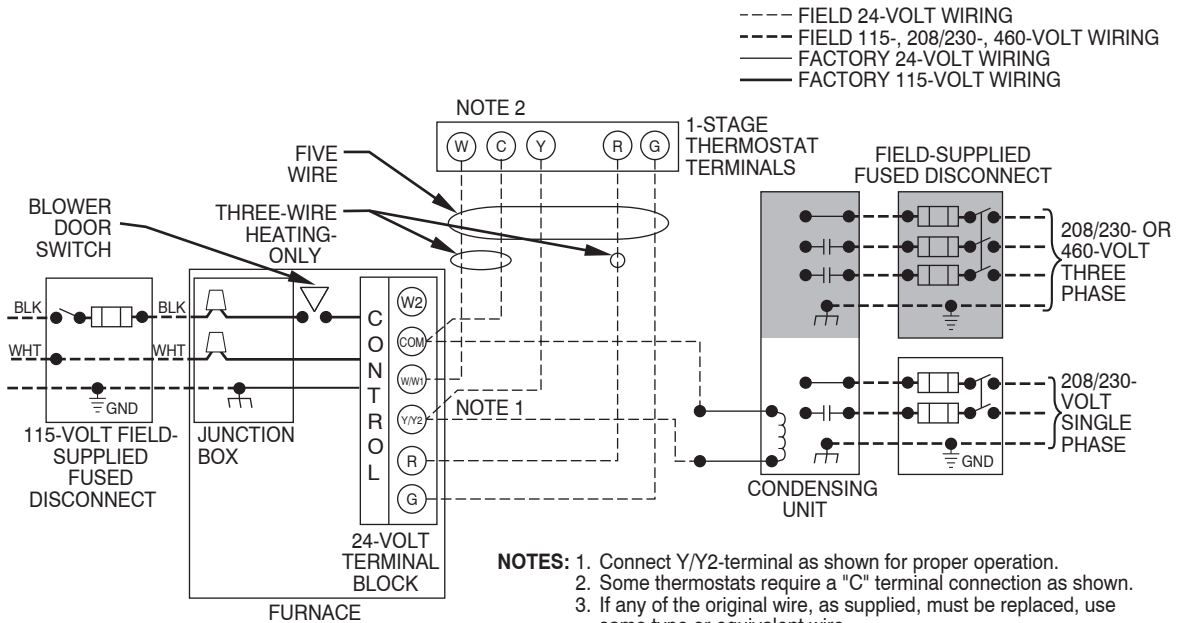 FIELD 24-VOLT WIRING
FIELD 115-, 208/230-, 460-VOLT WIRING
FACTORY 24-VOLT WIRING
FACTORY 115-VOLT WIRING
NOTE 2
W C Y R G
1-STAGE
THERMOSTAT
TERMINALS
FIVE
WIRE
THREE-WIRE
HEATING-
ONLY
BLOWER
DOOR
SWITCH
FIELD-SUPPLIED
FUSED DISCONNECT
208/230- OR
460-VOLT
THREE
PHASE
BLK
BLK
WHT
WHT
GND
115-VOLT FIELD-
SUPPLIED
FUSED
DISCONNECT
JUNCTION
BOX
CONTROL
W2
COM
W/W1
Y/Y2
R
G
NOTE 1
24-VOLT
TERMINAL
BLOCK
FURNACE
208/230-
VOLT
SINGLE
PHASE
GND
CONDENSING
UNIT
NOTES: 1. Connect Y/Y2-terminal as shown for proper operation.
2. Some thermostats require a "C" terminal connection as shown.
3. If any of the original wire, as supplied, must be replaced, use